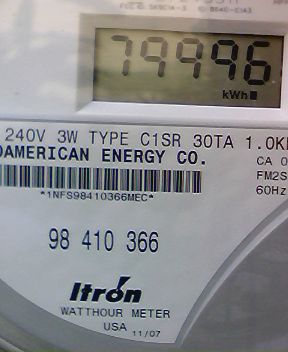 79996
kWh
240V 3W TYPE C1SR 30TA 1.0
AMERICAN ENERGY CO.
CA 0
FM2S
60Hz
*1NFS98410366MEC*
98 410 366
Itron
WATTHOUR METER
USA 11/07